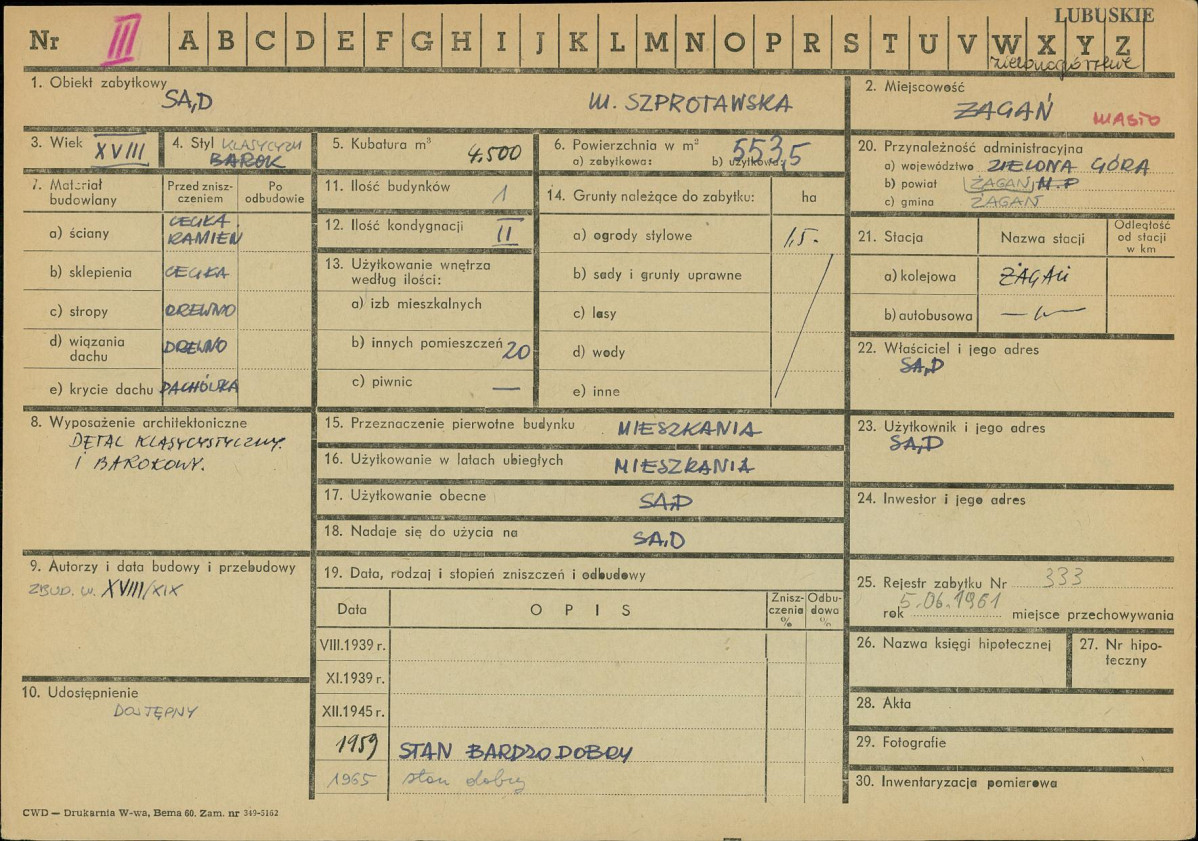 LUBUSKIE
Nr III A B C D E F G H I J K L M N O P R S T U V W X Y Z
zielonogórskie
1. Obiekt zabytkowy
SĄD UL. SZPROTAWSKA
2. Miejscowość
ŻAGAŃ MIASTO
3. Wiek XVIII
4. Styl KLASYCYZM
BAROK
5. Kubatura m³ 4.500
6. Powierzchnia w m²
a) zabytkowa: b) użytkowa: 553,5
20. Przynależność administracyjna
a) województwo ZIELONA GÓRA
b) powiat ŻAGAŃ M.P
c) gmina ŻAGAŃ
7. Materiał budowlany
Przed zniszczeniem
Po odbudowie
a) ściany CEGŁA
KAMIEŃ
b) sklepienia CEGŁA
c) stropy DREWNO
d) wiązania dachu DREWNO
e) krycie dachu DACHÓWKA
11. Ilość budynków 1
12. Ilość kondygnacji II
13. Użytkowanie wnętrza
według ilości:
a) izb mieszkalnych
b) innych pomieszczeń 20
c) piwnic —
14. Grunty należące do zabytku: ha
a) ogrody stylowe 1,5.
b) sady i grunty uprawne
c) lasy
d) wody
e) inne
21. Stacja Nazwa stacji Odległość
od stacji
w km
a) kolejowa ŻAGAŃ
b) autobusowa —"—
22. Właściciel i jego adres
SĄD
8. Wyposażenie architektoniczne
DETAL KLASYCYSTYCZNY
I BAROKOWY.
15. Przeznaczenie pierwotne budynku MIESZKANIA
16. Użytkowanie w latach ubiegłych MIESZKANIA
17. Użytkowanie obecne SĄD
18. Nadaje się do użycia na SĄD
23. Użytkownik i jego adres
SĄD
24. Inwestor i jego adres
9. Autorzy i data budowy i przebudowy
ZBUD. W. XVIII/XIX
19. Data, rodzaj i stopień zniszczeń i odbudowy
Data OPIS Zniszczenia % Odbudowa %
VIII.1939 r.
XI.1939 r.
XII.1945 r.
1959 STAN BARDZO DOBRY
1965 stan dobry
10. Udostępnienie
DOSTĘPNY
25. Rejestr zabytku Nr 333
rok 5.06.1961 miejsce przechowywania
26. Nazwa księgi hipotecznej
27. Nr hipoteczny
28. Akta
29. Fotografie
30. Inwentaryzacja pomiarowa
CWD — Drukarnia W-wa, Bema 60. Zam. nr 349-5162